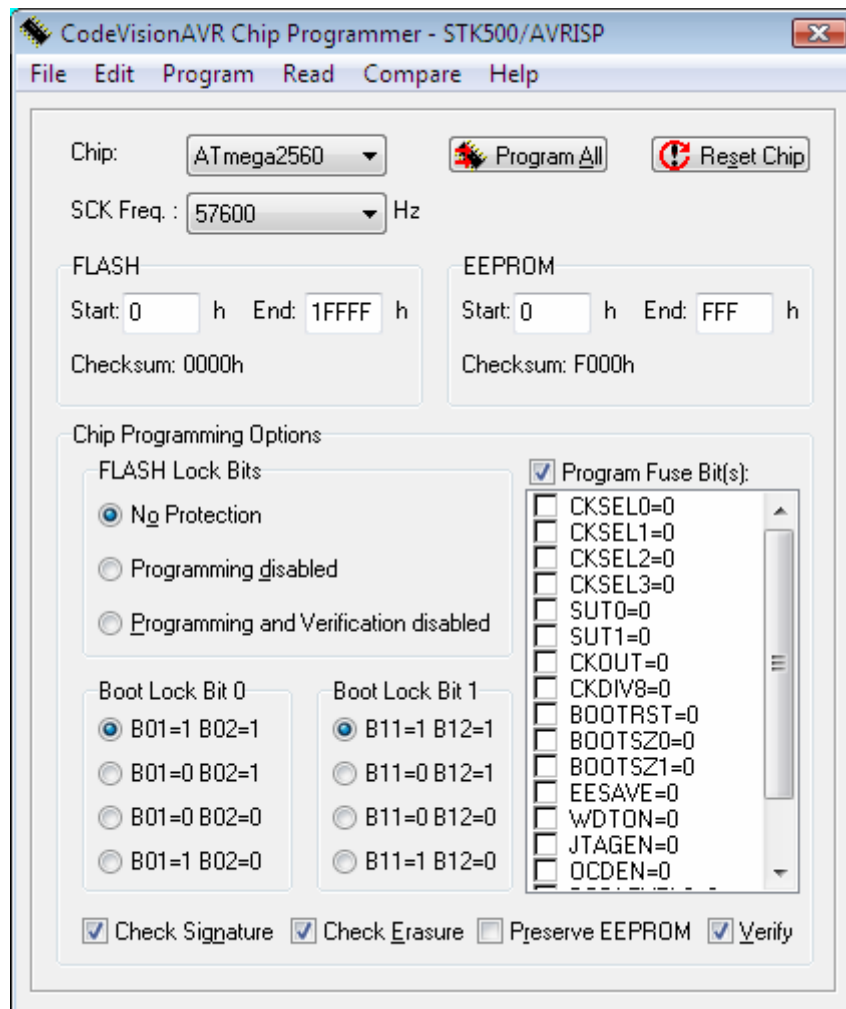 CodeVisionAVR Chip Programmer - STK500/AVRISP
File Edit Program Read Compare Help
Chip: ATmega2560 Program All Reset Chip
SCK Freq. : 57600 Hz
FLASH
Start: 0 h End: 1FFFF h
Checksum: 0000h
EEPROM
Start: 0 h End: FFF h
Checksum: F000h
Chip Programming Options
FLASH Lock Bits
No Protection
Programming disabled
Programming and Verification disabled
Boot Lock Bit 0
B01=1 B02=1
B01=0 B02=1
B01=0 B02=0
B01=1 B02=0
Boot Lock Bit 1
B11=1 B12=1
B11=0 B12=1
B11=0 B12=0
B11=1 B12=0
Program Fuse Bit(s):
CKSEL0=0
CKSEL1=0
CKSEL2=0
CKSEL3=0
SUT0=0
SUT1=0
CKOUT=0
CKDIV8=0
BOOTRST=0
BOOTSZ0=0
BOOTSZ1=0
EESAVE=0
WDTON=0
JTAGEN=0
OCDEN=0
Check Signature Check Erasure Preserve EEPROM Verify